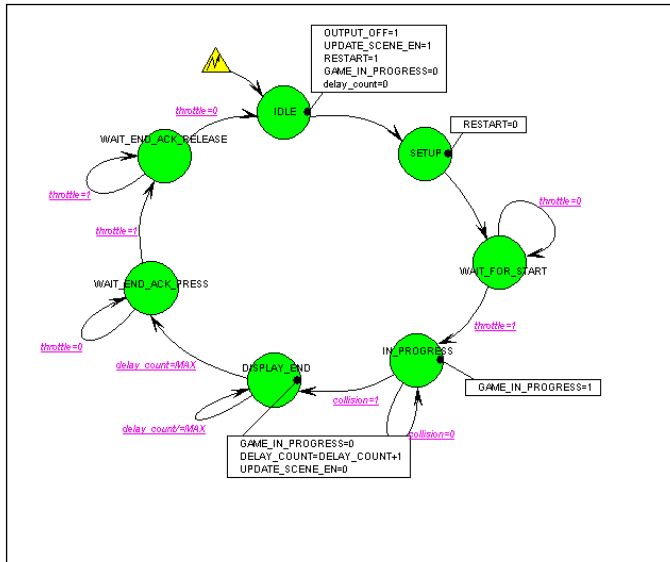 OUTPUT_OFF=1
UPDATE_SCENE_EN=1
RESTART=1
GAME_IN_PROGRESS=0
delay_count=0
IDLE
throttle=0
RESTART=0
WAIT_END_ACK_RELEASE
SETUP
throttle=1
throttle=0
throttle=1
WAIT_FOR_START
WAIT_END_ACK_PRESS
throttle=1
throttle=0
IN_PROGRESS
delay_count=MAX
DISPLAY_END
GAME_IN_PROGRESS=1
collision=1
delay_count/=MAX
collision=0
GAME_IN_PROGRESS=0
DELAY_COUNT=DELAY_COUNT+1
UPDATE_SCENE_EN=0